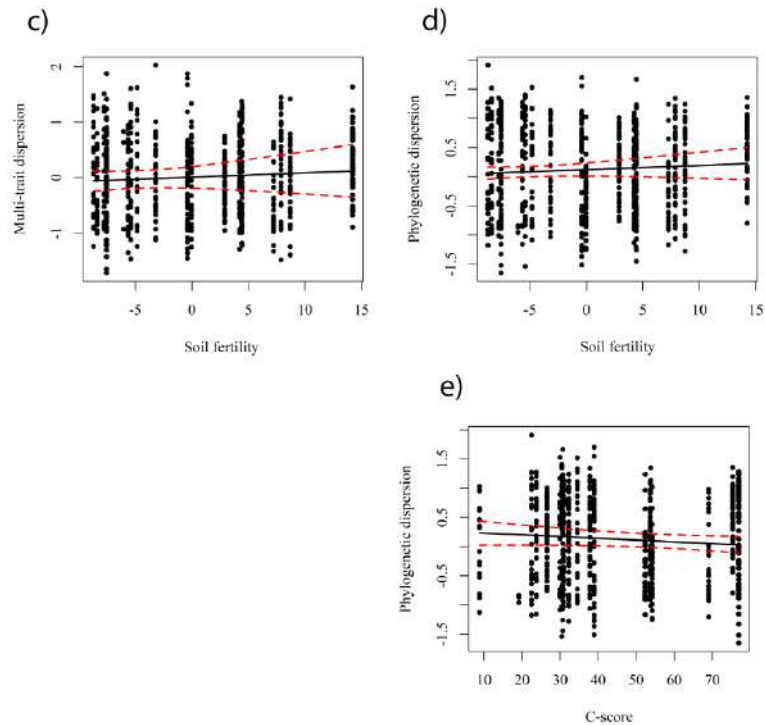 c)
Multi-trait dispersion
2
1
0
-1
-5 0 5 10 15
Soil fertility
d)
Phylogenetic dispersion
1.5
0.5
-0.5
-1.5
-5 0 5 10 15
Soil fertility
e)
Phylogenetic dispersion
1.5
0.5
-0.5
-1.5
10 20 30 40 50 60 70
C-score